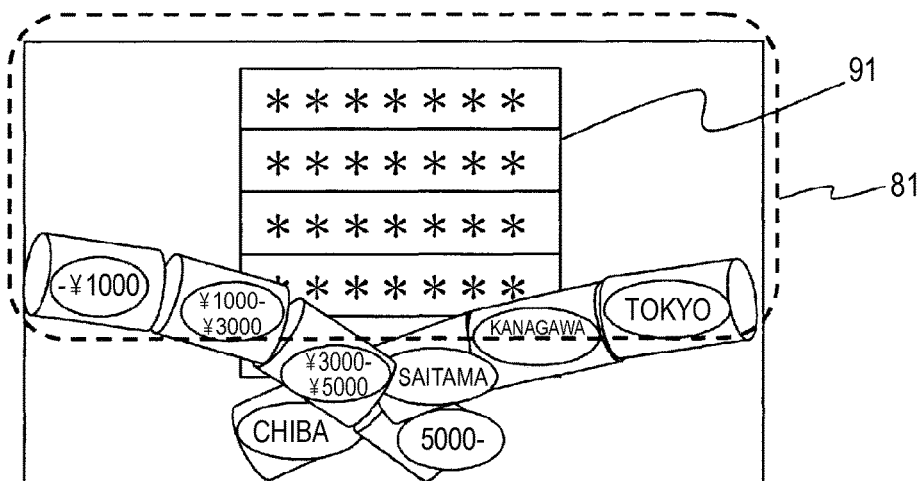 * * * * * * *
* * * * * * *
* * * * * * *
* * * * * * *
91
81
-¥1000
¥1000-
¥3000
¥3000-
¥5000
5000-
TOKYO
KANAGAWA
SAITAMA
CHIBA